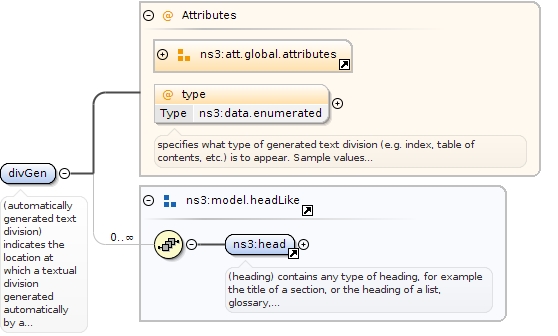 Attributes
ns3:att.global.attributes
type
Type ns3:data.enumerated
specifies what type of generated text division (e.g. index, table of
contents, etc.) is to appear. Sample values...
divGen
(automatically
generated text
division)
indicates the
location at
which a textual
division
generated
automatically
by a...
ns3:model.headLike
0..∞
ns3:head
(heading) contains any type of heading, for example
the title of a section, or the heading of a list,
glossary,...